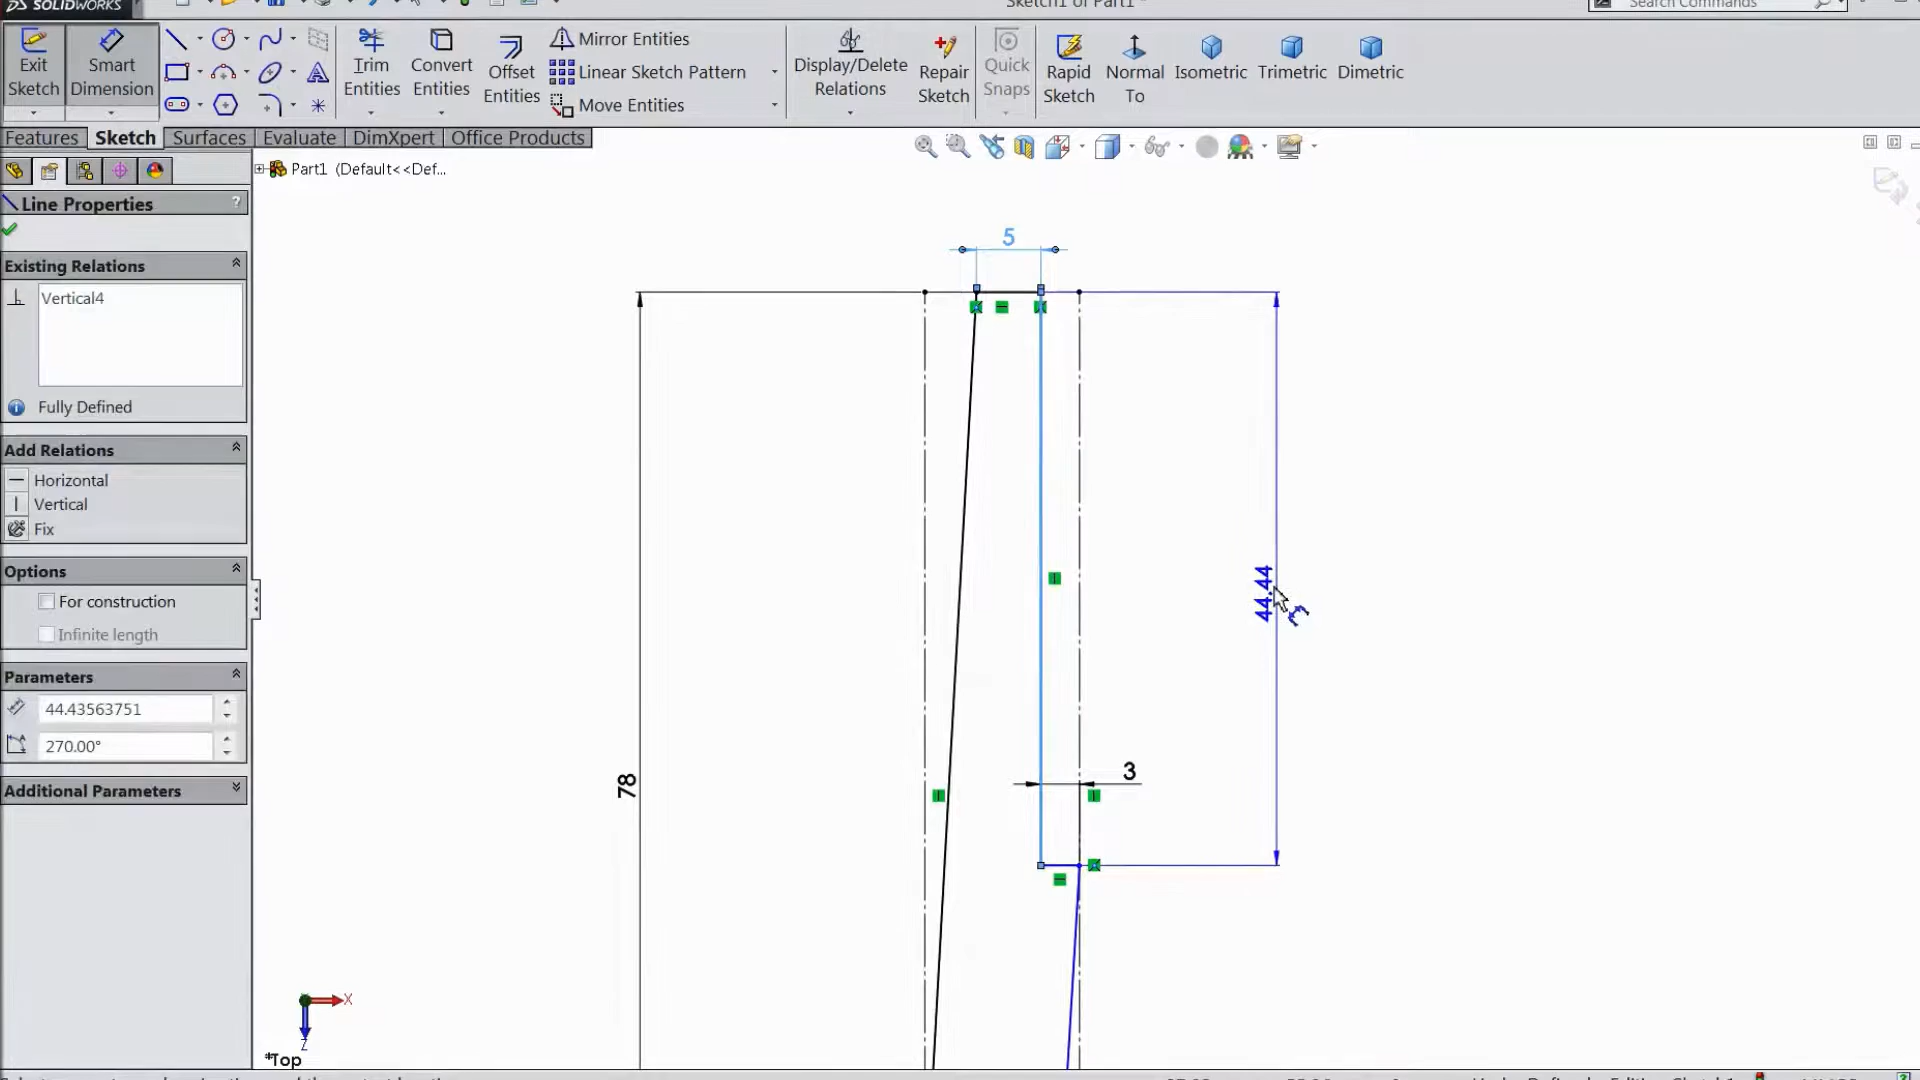 SOLIDWORKS
Sketch1 of Part1 *
Search Commands
Exit Sketch
Smart Dimension
Trim Entities
Convert Entities
Offset Entities
Mirror Entities
Linear Sketch Pattern
Move Entities
Display/Delete Relations
Repair Sketch
Quick Snaps
Rapid Sketch
Normal To
Isometric
Trimetric
Dimetric
Features
Sketch
Surfaces
Evaluate
DimXpert
Office Products
Part1 (Default<<Def...
Line Properties
?
Existing Relations
Vertical4
Fully Defined
Add Relations
Horizontal
Vertical
Fix
Options
For construction
Infinite length
Parameters
44.43563751
270.00°
Additional Parameters
5
78
44.44
3
X
Z
*Top